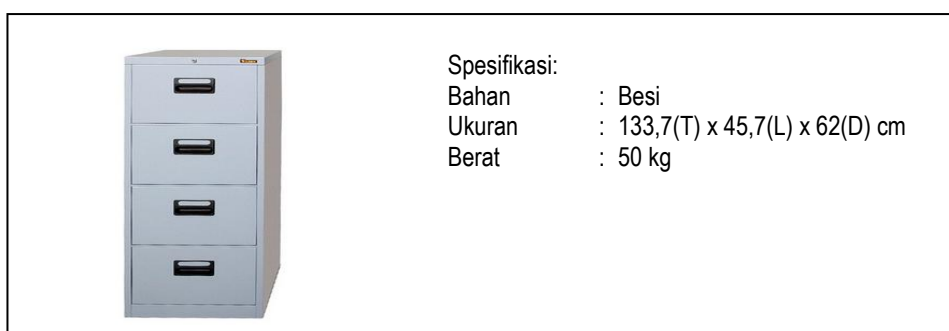 Spesifikasi:
Bahan : Besi
Ukuran : 133,7(T) x 45,7(L) x 62(D) cm
Berat : 50 kg